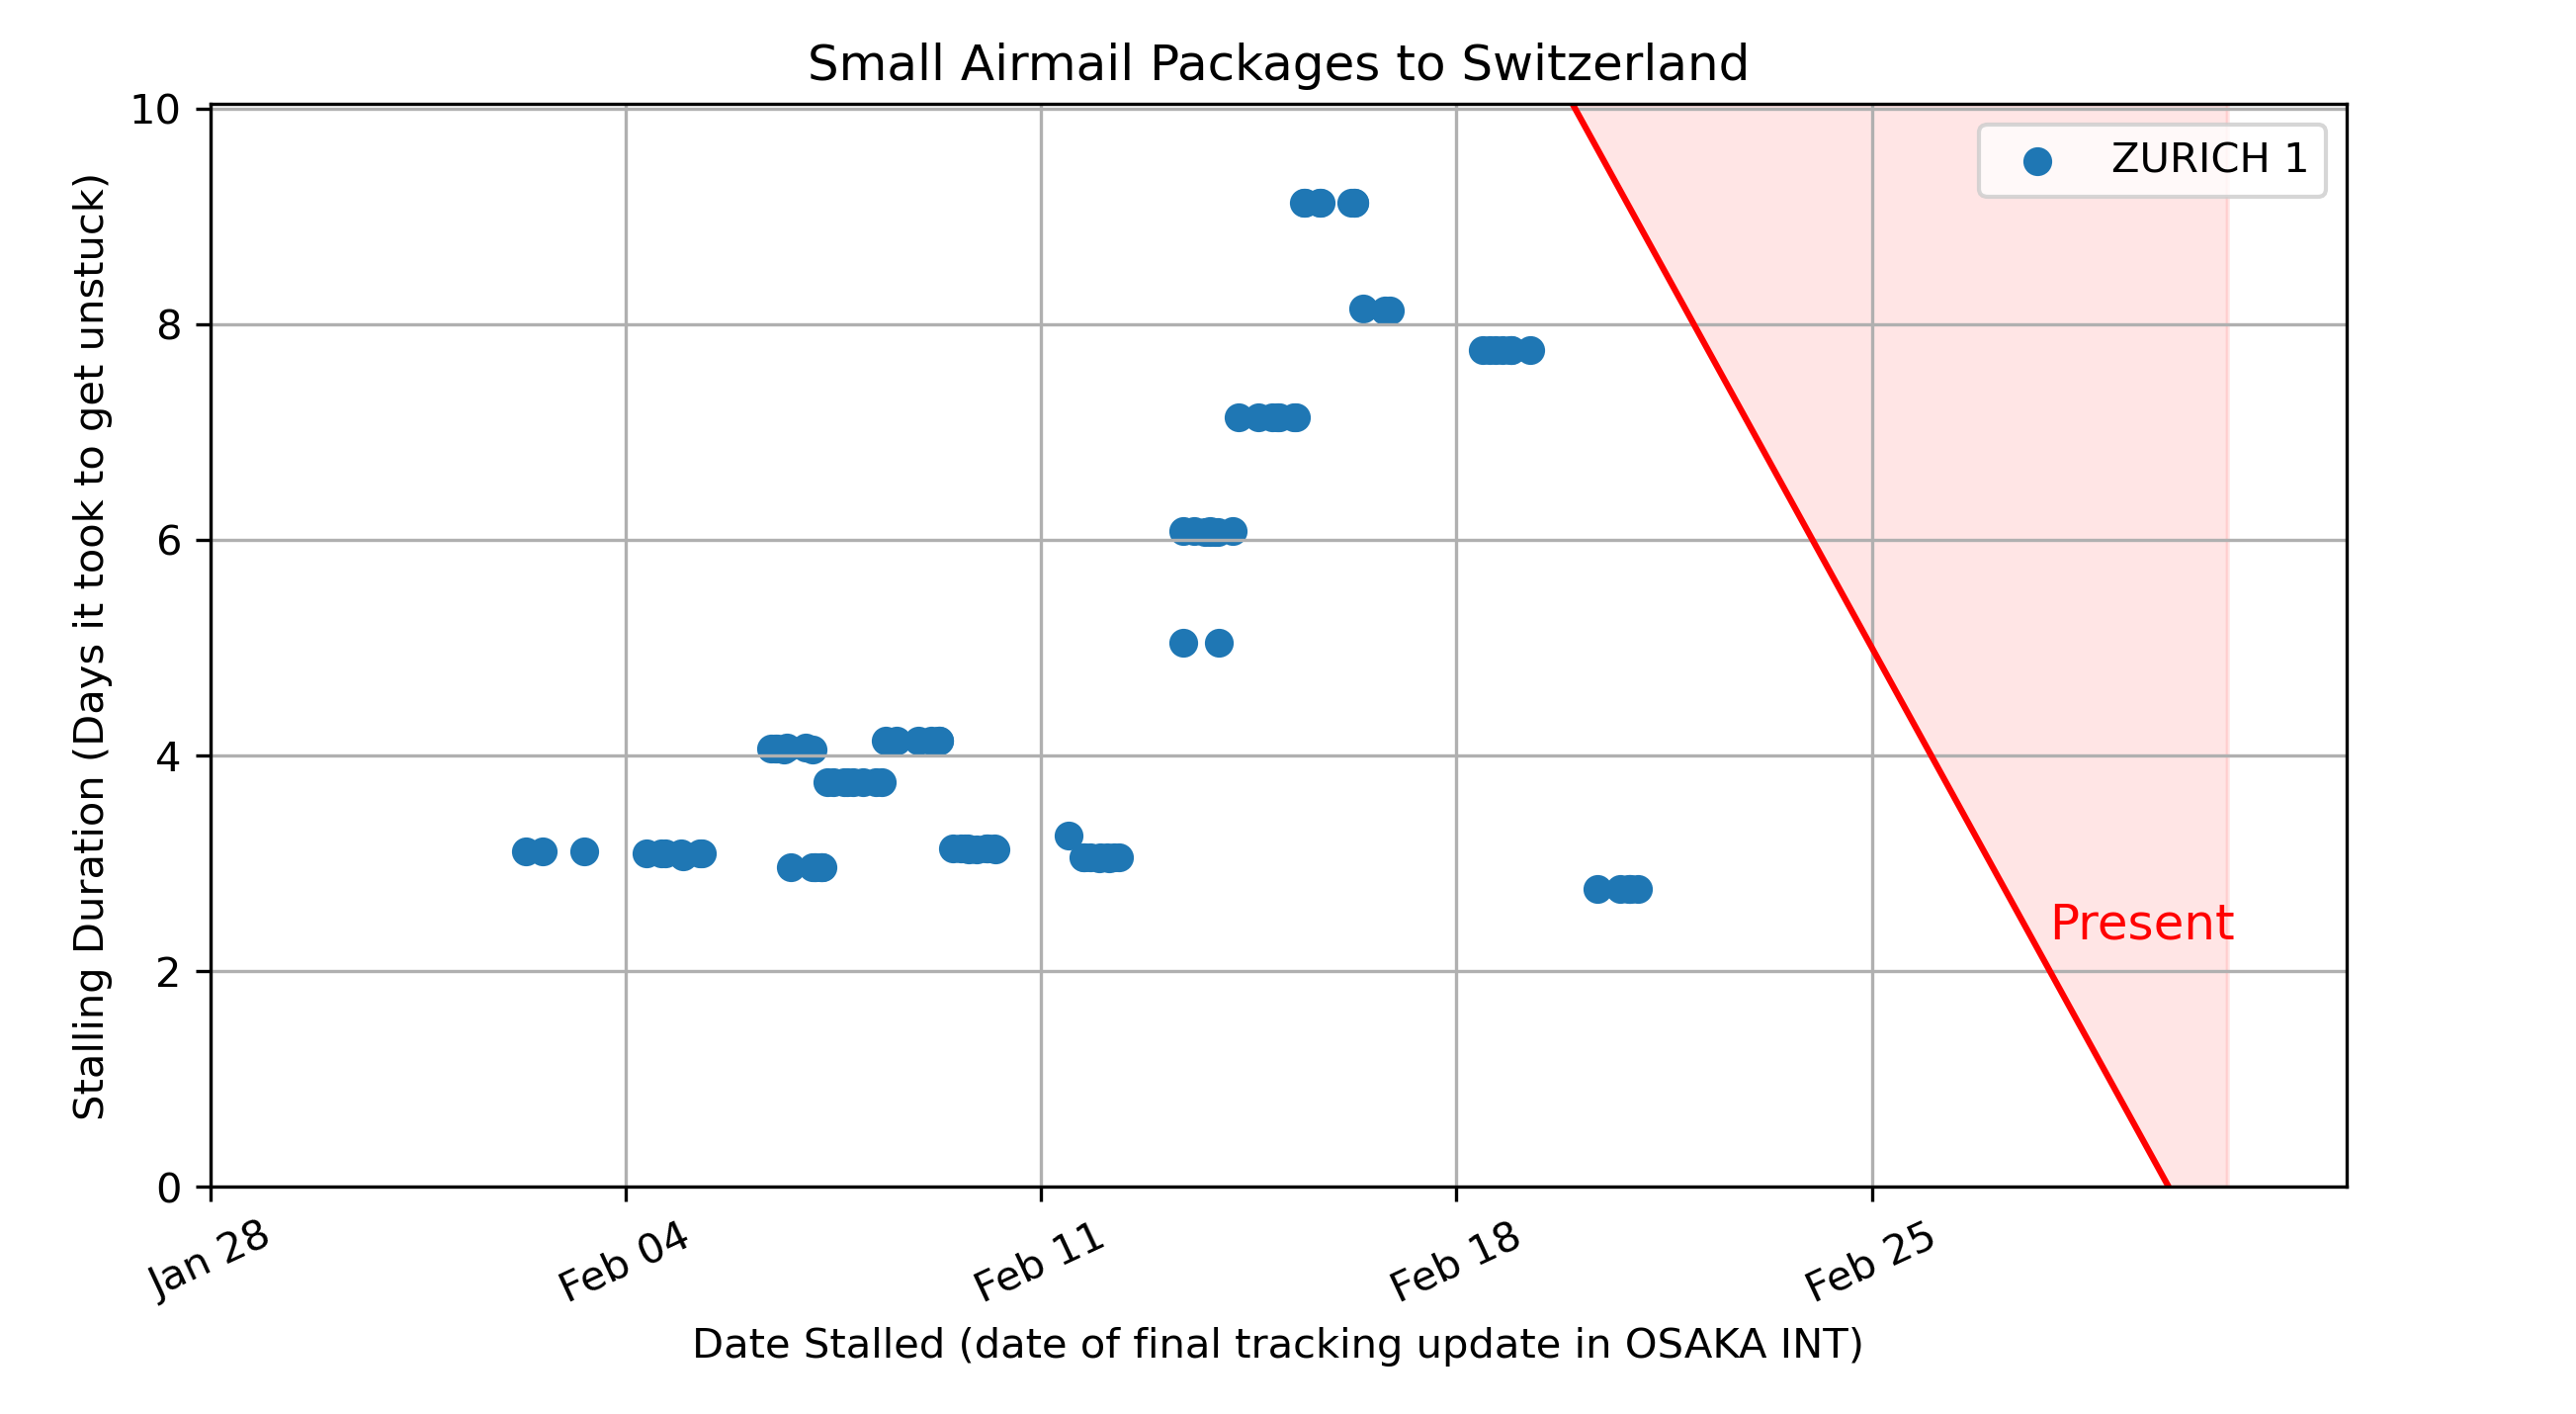 Small Airmail Packages to Switzerland
Stalling Duration (Days it took to get unstuck)
10
8
6
4
2
0
ZURICH 1
Present
Jan 28
Feb 04
Feb 11
Feb 18
Feb 25
Date Stalled (date of final tracking update in OSAKA INT)